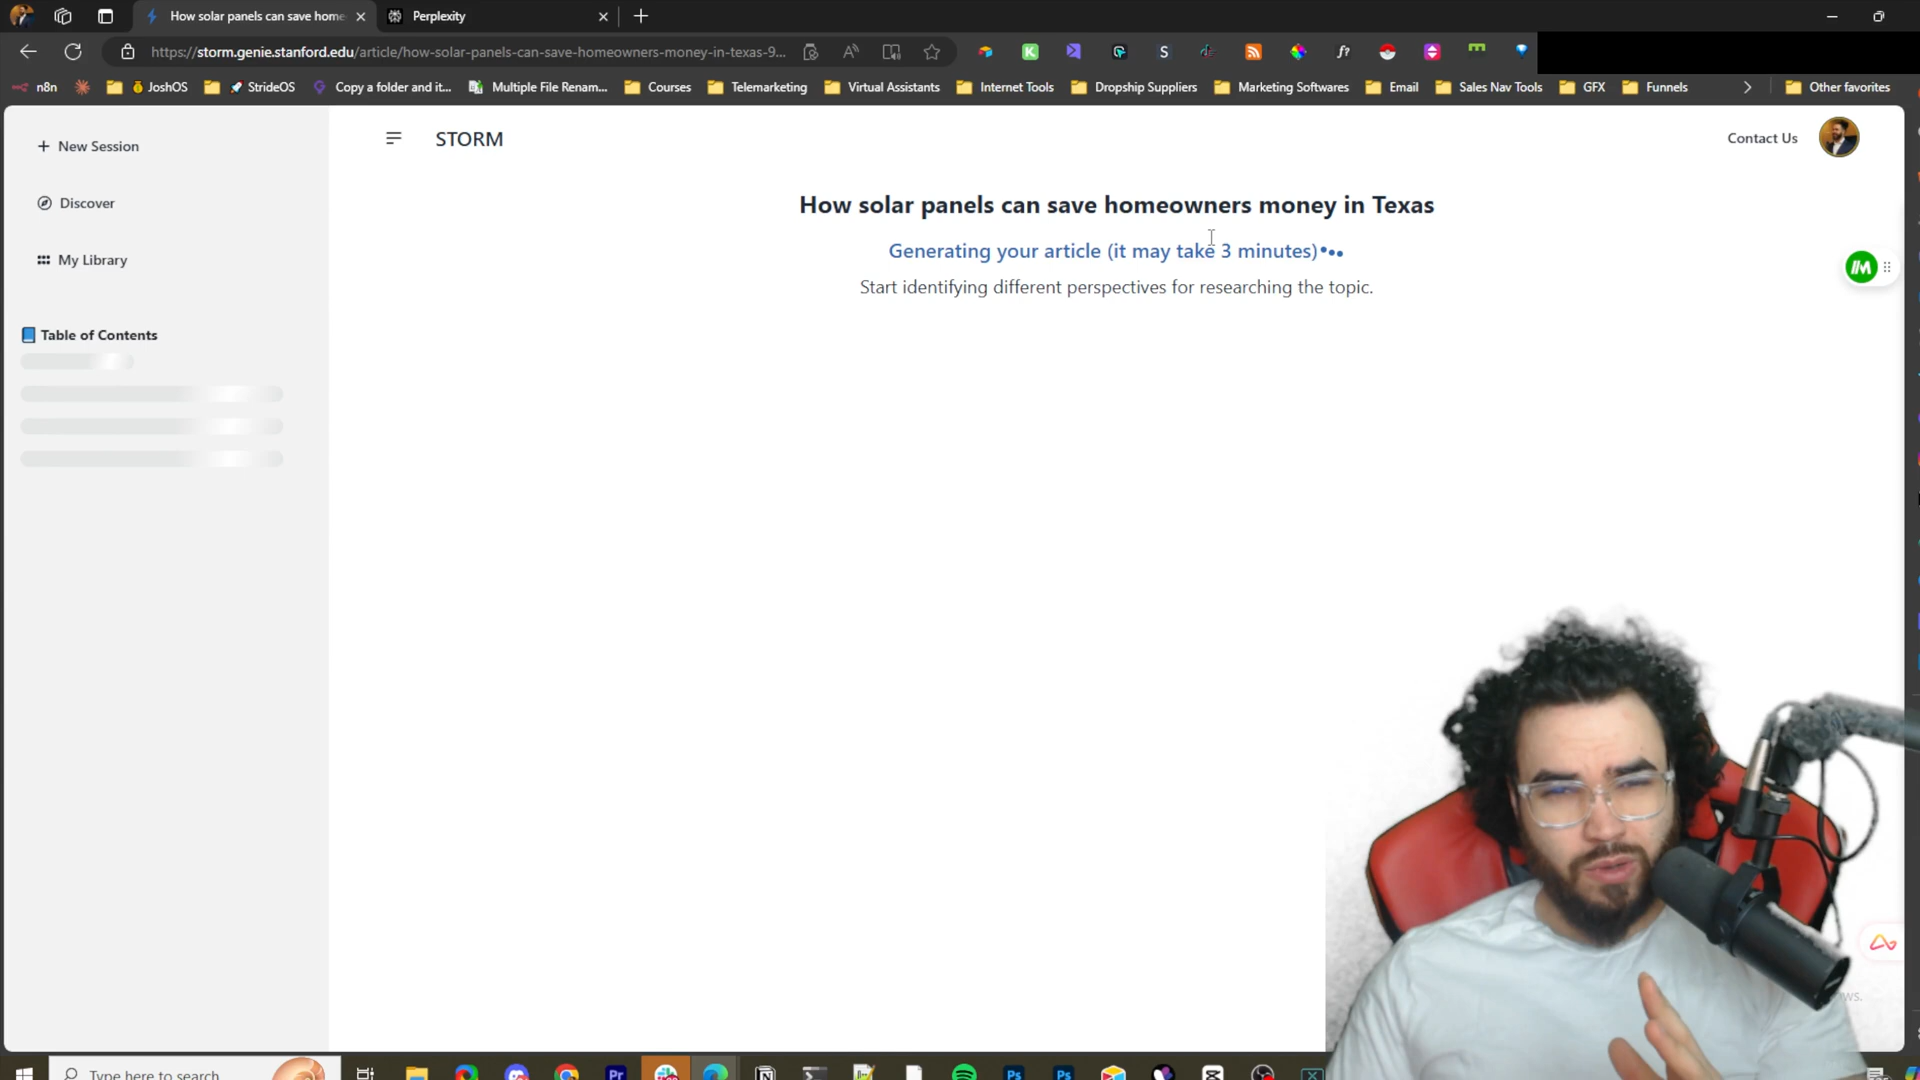 How solar panels can save home
Perplexity
https://storm.genie.stanford.edu/article/how-solar-panels-can-save-homeowners-money-in-texas-9...
n8n
JoshOS
StrideOS
Copy a folder and it...
Multiple File Renam...
Courses
Telemarketing
Virtual Assistants
Internet Tools
Dropship Suppliers
Marketing Softwares
Email
Sales Nav Tools
GFX
Funnels
Other favorites
New Session
Discover
My Library
Table of Contents
STORM
Contact Us
How solar panels can save homeowners money in Texas
Generating your article (it may take 3 minutes)
Start identifying different perspectives for researching the topic.
Type here to search